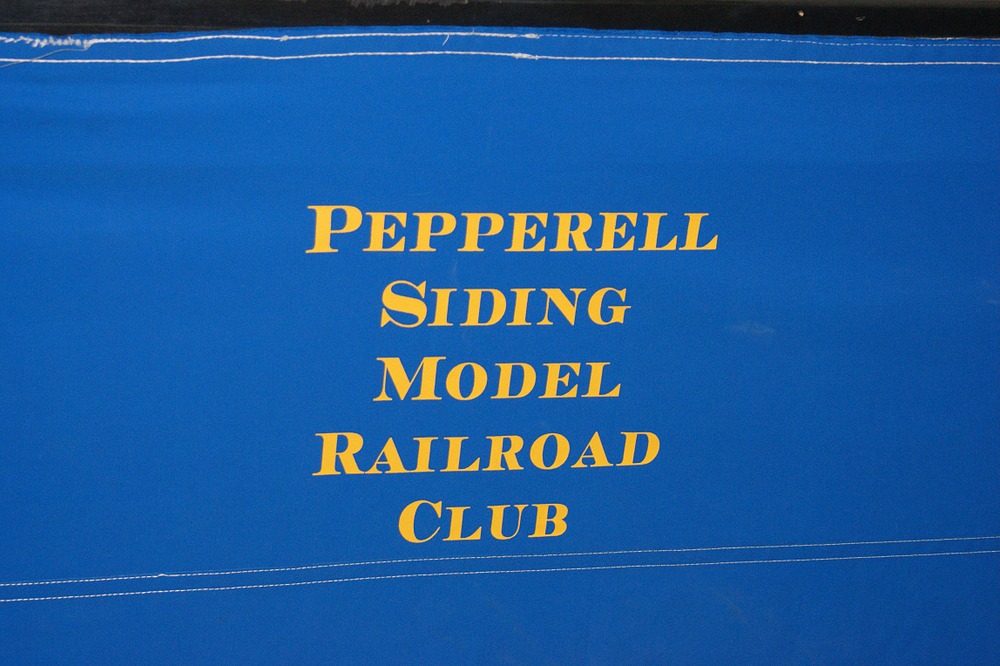 PEPPERELL
SIDING
MODEL
RAILROAD
CLUB